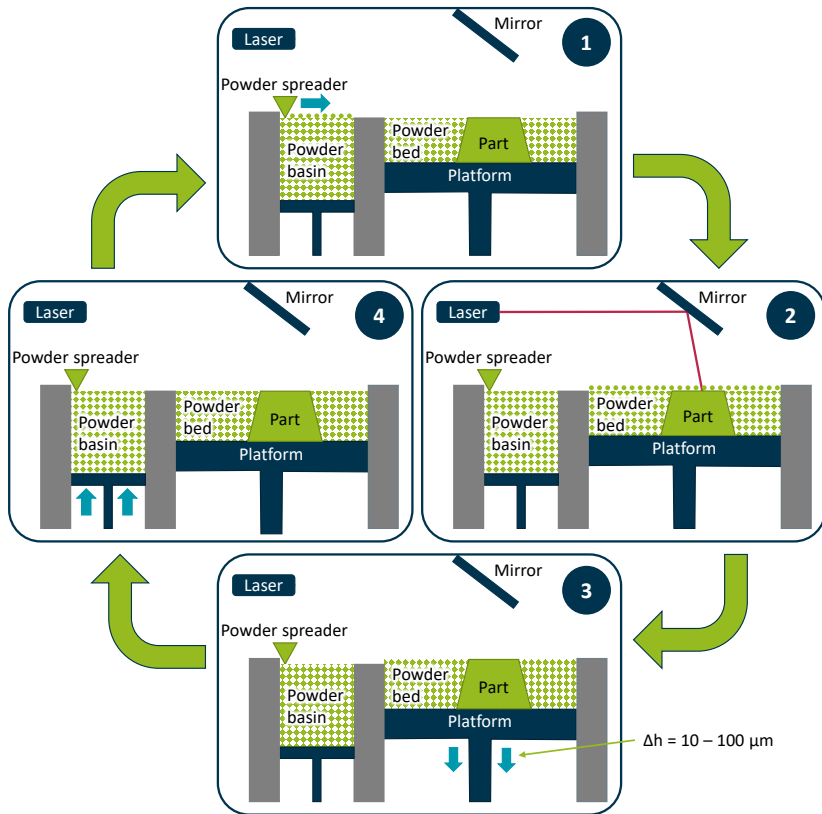 Laser
Mirror
1
Powder spreader
Powder
basin
Powder
bed
Part
Platform
Laser
Mirror
4
Powder spreader
Powder
basin
Powder
bed
Part
Platform
Laser
Mirror
2
Powder spreader
Powder
basin
Powder
bed
Part
Platform
Laser
Mirror
3
Powder spreader
Powder
basin
Powder
bed
Part
Platform
Δh = 10 – 100 µm